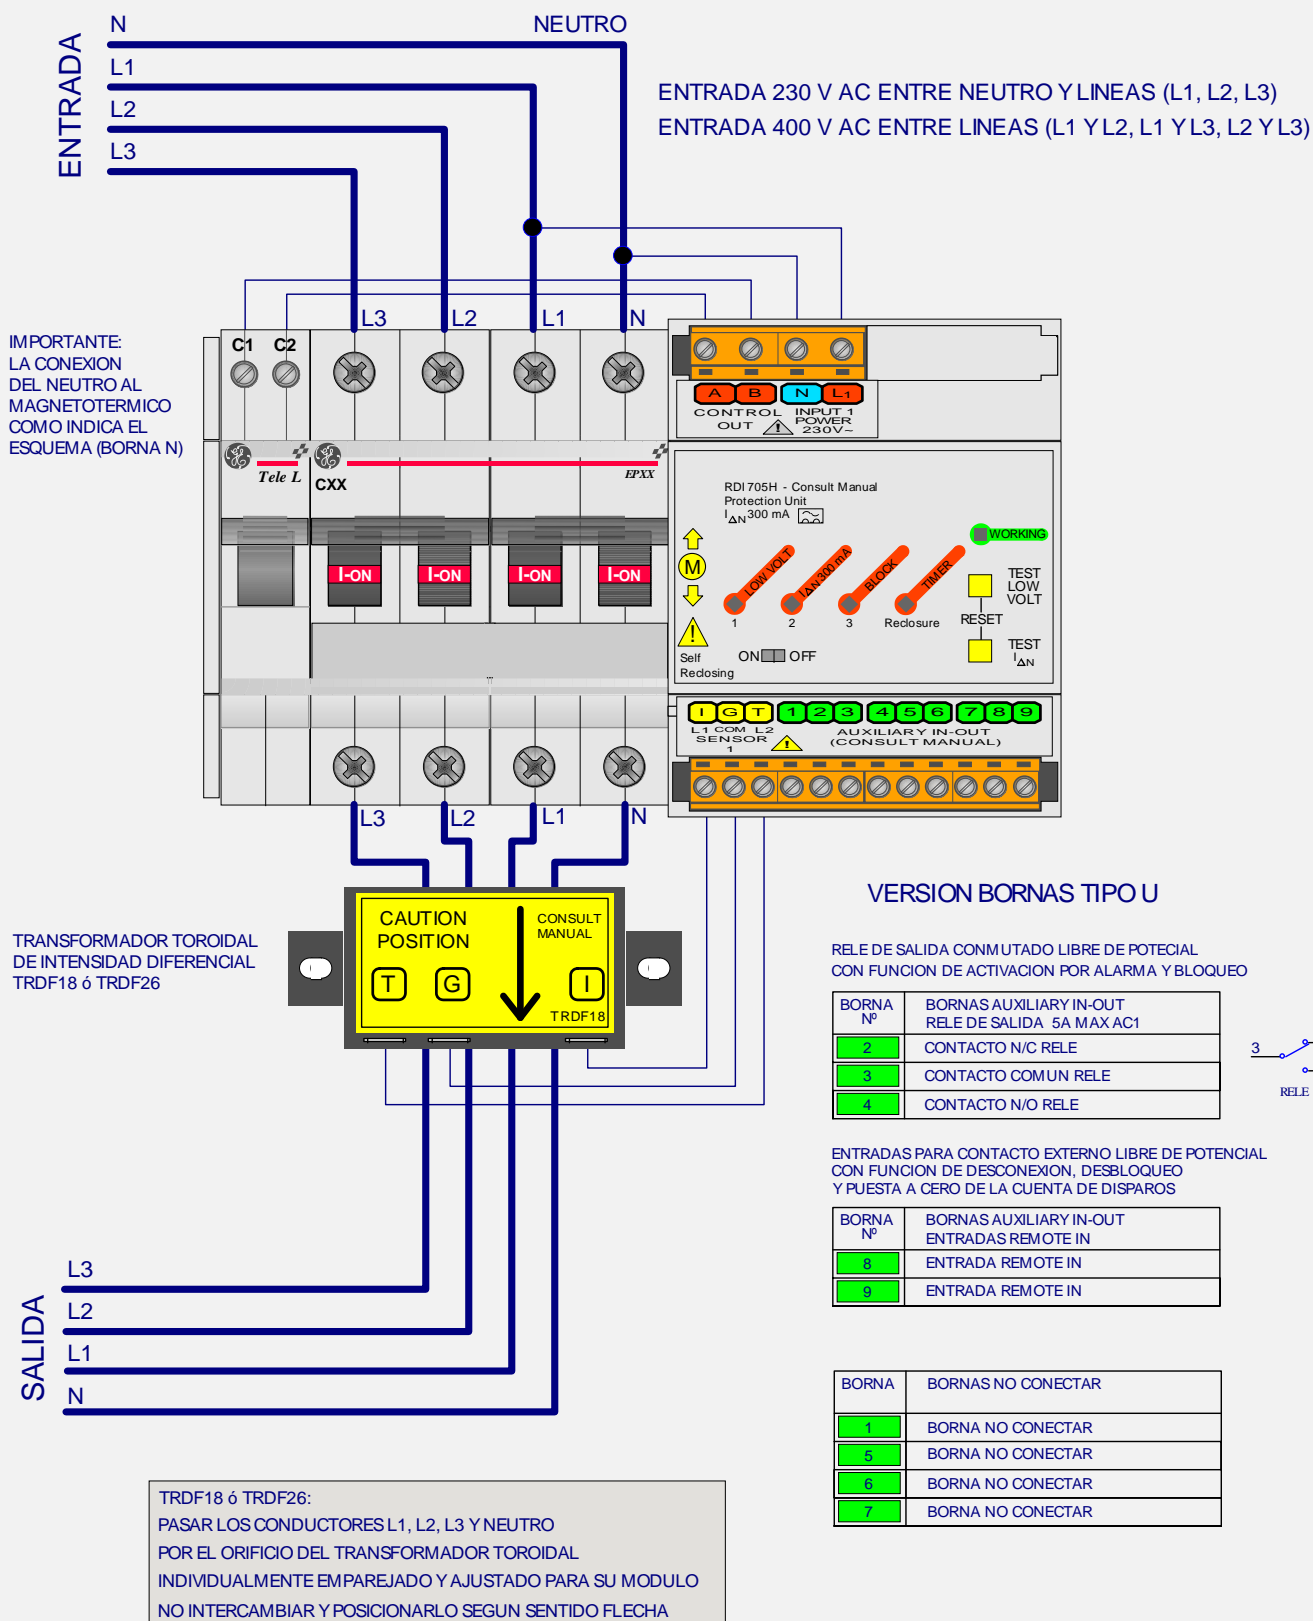 N
NEUTRO
ENTRADA
L1
L2
L3
ENTRADA 230 V AC ENTRE NEUTRO Y LINEAS (L1, L2, L3)
ENTRADA 400 V AC ENTRE LINEAS (L1 Y L2, L1 Y L3, L2 Y L3)
L3
L2
L1
N
IMPORTANTE:
LA CONEXION
DEL NEUTRO AL
MAGNETOTERMICO
COMO INDICA EL
ESQUEMA (BORNA N)
C1 C2
A B N L1
CONTROL OUT
INPUT 1
POWER
230V~
Tele L
CXX
EPXX
RDI 705H - Consult Manual
Protection Unit
I∆N 300 mA
WORKING
M
LOW VOLT
I∆N 300 mA
BLOCK
TIMER
1
2
3
Reclosure
TEST
LOW
VOLT
RESET
TEST
I∆N
Self
Reclosing
ON OFF
I-ON
I-ON
I-ON
I-ON
I G T 1 2 3 4 5 6 7 8 9
L1 COM L2
SENSOR
1
AUXILIARY IN-OUT
(CONSULT MANUAL)
L3
L2
L1
N
TRANSFORMADOR TOROIDAL
DE INTENSIDAD DIFERENCIAL
TRDF18 ó TRDF26
CAUTION
POSITION
CONSULT
MANUAL
T
G
I
TRDF18
VERSION BORNAS TIPO U
RELE DE SALIDA CONMUTADO LIBRE DE POTECIAL
CON FUNCION DE ACTIVACION POR ALARMA Y BLOQUEO
BORNA Nº
BORNAS AUXILIARY IN-OUT
RELE DE SALIDA 5A MAX AC1
2 CONTACTO N/C RELE
3 CONTACTO COMUN RELE
4 CONTACTO N/O RELE
3
RELE
ENTRADAS PARA CONTACTO EXTERNO LIBRE DE POTENCIAL
CON FUNCION DE DESCONEXION, DESBLOQUEO
Y PUESTA A CERO DE LA CUENTA DE DISPAROS
BORNA Nº
BORNAS AUXILIARY IN-OUT
ENTRADAS REMOTE IN
8 ENTRADA REMOTE IN
9 ENTRADA REMOTE IN
BORNA BORNAS NO CONECTAR
1 BORNA NO CONECTAR
5 BORNA NO CONECTAR
6 BORNA NO CONECTAR
7 BORNA NO CONECTAR
SALIDA
L3
L2
L1
N
TRDF18 ó TRDF26:
PASAR LOS CONDUCTORES L1, L2, L3 Y NEUTRO
POR EL ORIFICIO DEL TRANSFORMADOR TOROIDAL
INDIVIDUALMENTE EMPAREJADO Y AJUSTADO PARA SU MODULO
NO INTERCAMBIAR Y POSICIONARLO SEGUN SENTIDO FLECHA